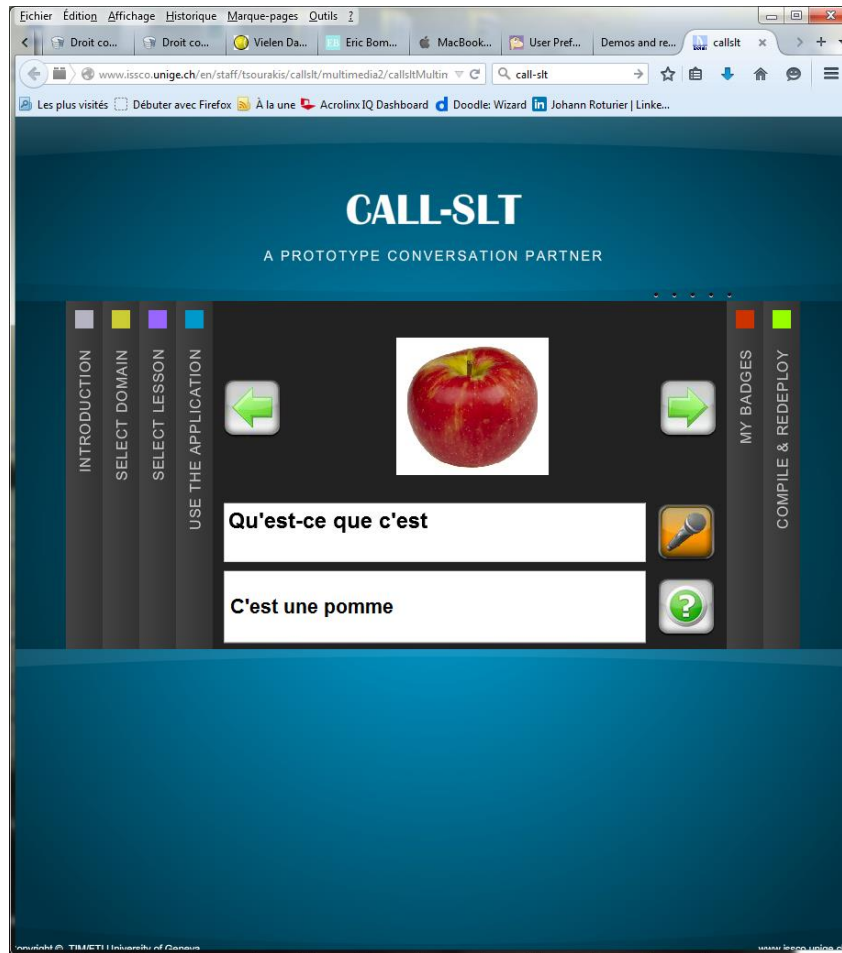 Fichier Édition Affichage Historique Marque-pages Outils ?
Droit co... Droit co... Vielen Da... Eric Bom... MacBook... User Pref... Demos and re... callslt
www.issco.unige.ch/en/staff/tsourakis/callslt/multimedia2/callsltMultim call-slt
Les plus visités Débuter avec Firefox À la une Acrolinx IQ Dashboard Doodle: Wizard Johann Roturier | Linke...
CALL-SLT
A PROTOTYPE CONVERSATION PARTNER
INTRODUCTION
SELECT DOMAIN
SELECT LESSON
USE THE APPLICATION
MY BADGES
COMPILE & REDEPLOY
Qu'est-ce que c'est
C'est une pomme
TIM/ETI University of Geneva
www.issco.unige.c